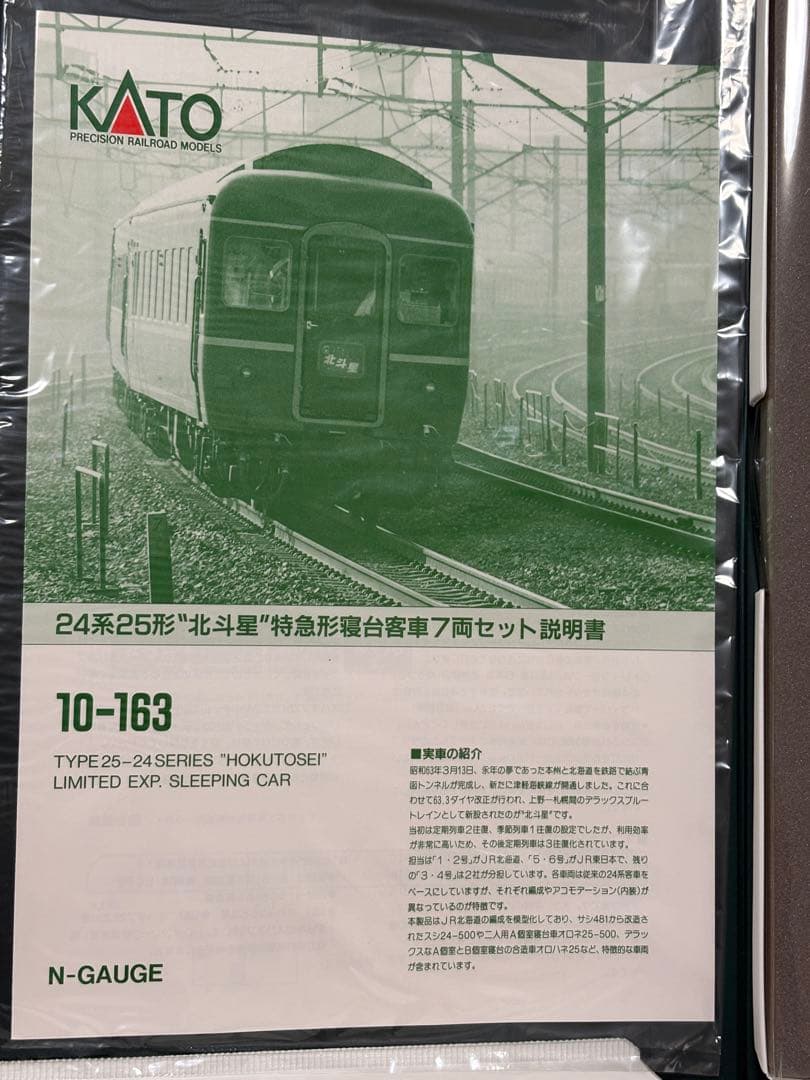 KATO
PRECISION RAILROAD MODELS
北斗星
24系25形"北斗星"特急形寝台客車7両セット説明書
10-163
TYPE25-24SERIES "HOKUTOSEI"
LIMITED EXP. SLEEPING CAR
■実車の紹介
昭和63年3月13日、永年の夢であった本州と北海道を鉄路で結ぶ青
函トンネルが完成し、新たに津軽海峡線が開通しました。これに合
わせて63.3ダイヤ改正が行われ、上野―札幌間のデラックスブルー
トレインとして新設されたのが"北斗星"です。
当初は定期列車2往復、季節列車1往復の設定でしたが、利用効率
が非常に高いため、その後定期列車は3往復化されています。
担当は「1・2号」がJR北海道、「5・6号」がJR東日本で、残り
の「3・4号」は2社が分担しています。各車両は従来の24系客車を
ベースにしていますが、それぞれ編成やアコモデーション(内装)が
異なっているのが特徴です。
本製品はJR北海道の編成を模型化しており、サシ481から改造さ
れたスシ24-500や二人用A個室寝台車オロネ25-500、デラッ
クスなA個室とB個室寝台の合造車オロハネ25など、特徴的な車両
が含まれています。
N-GAUGE